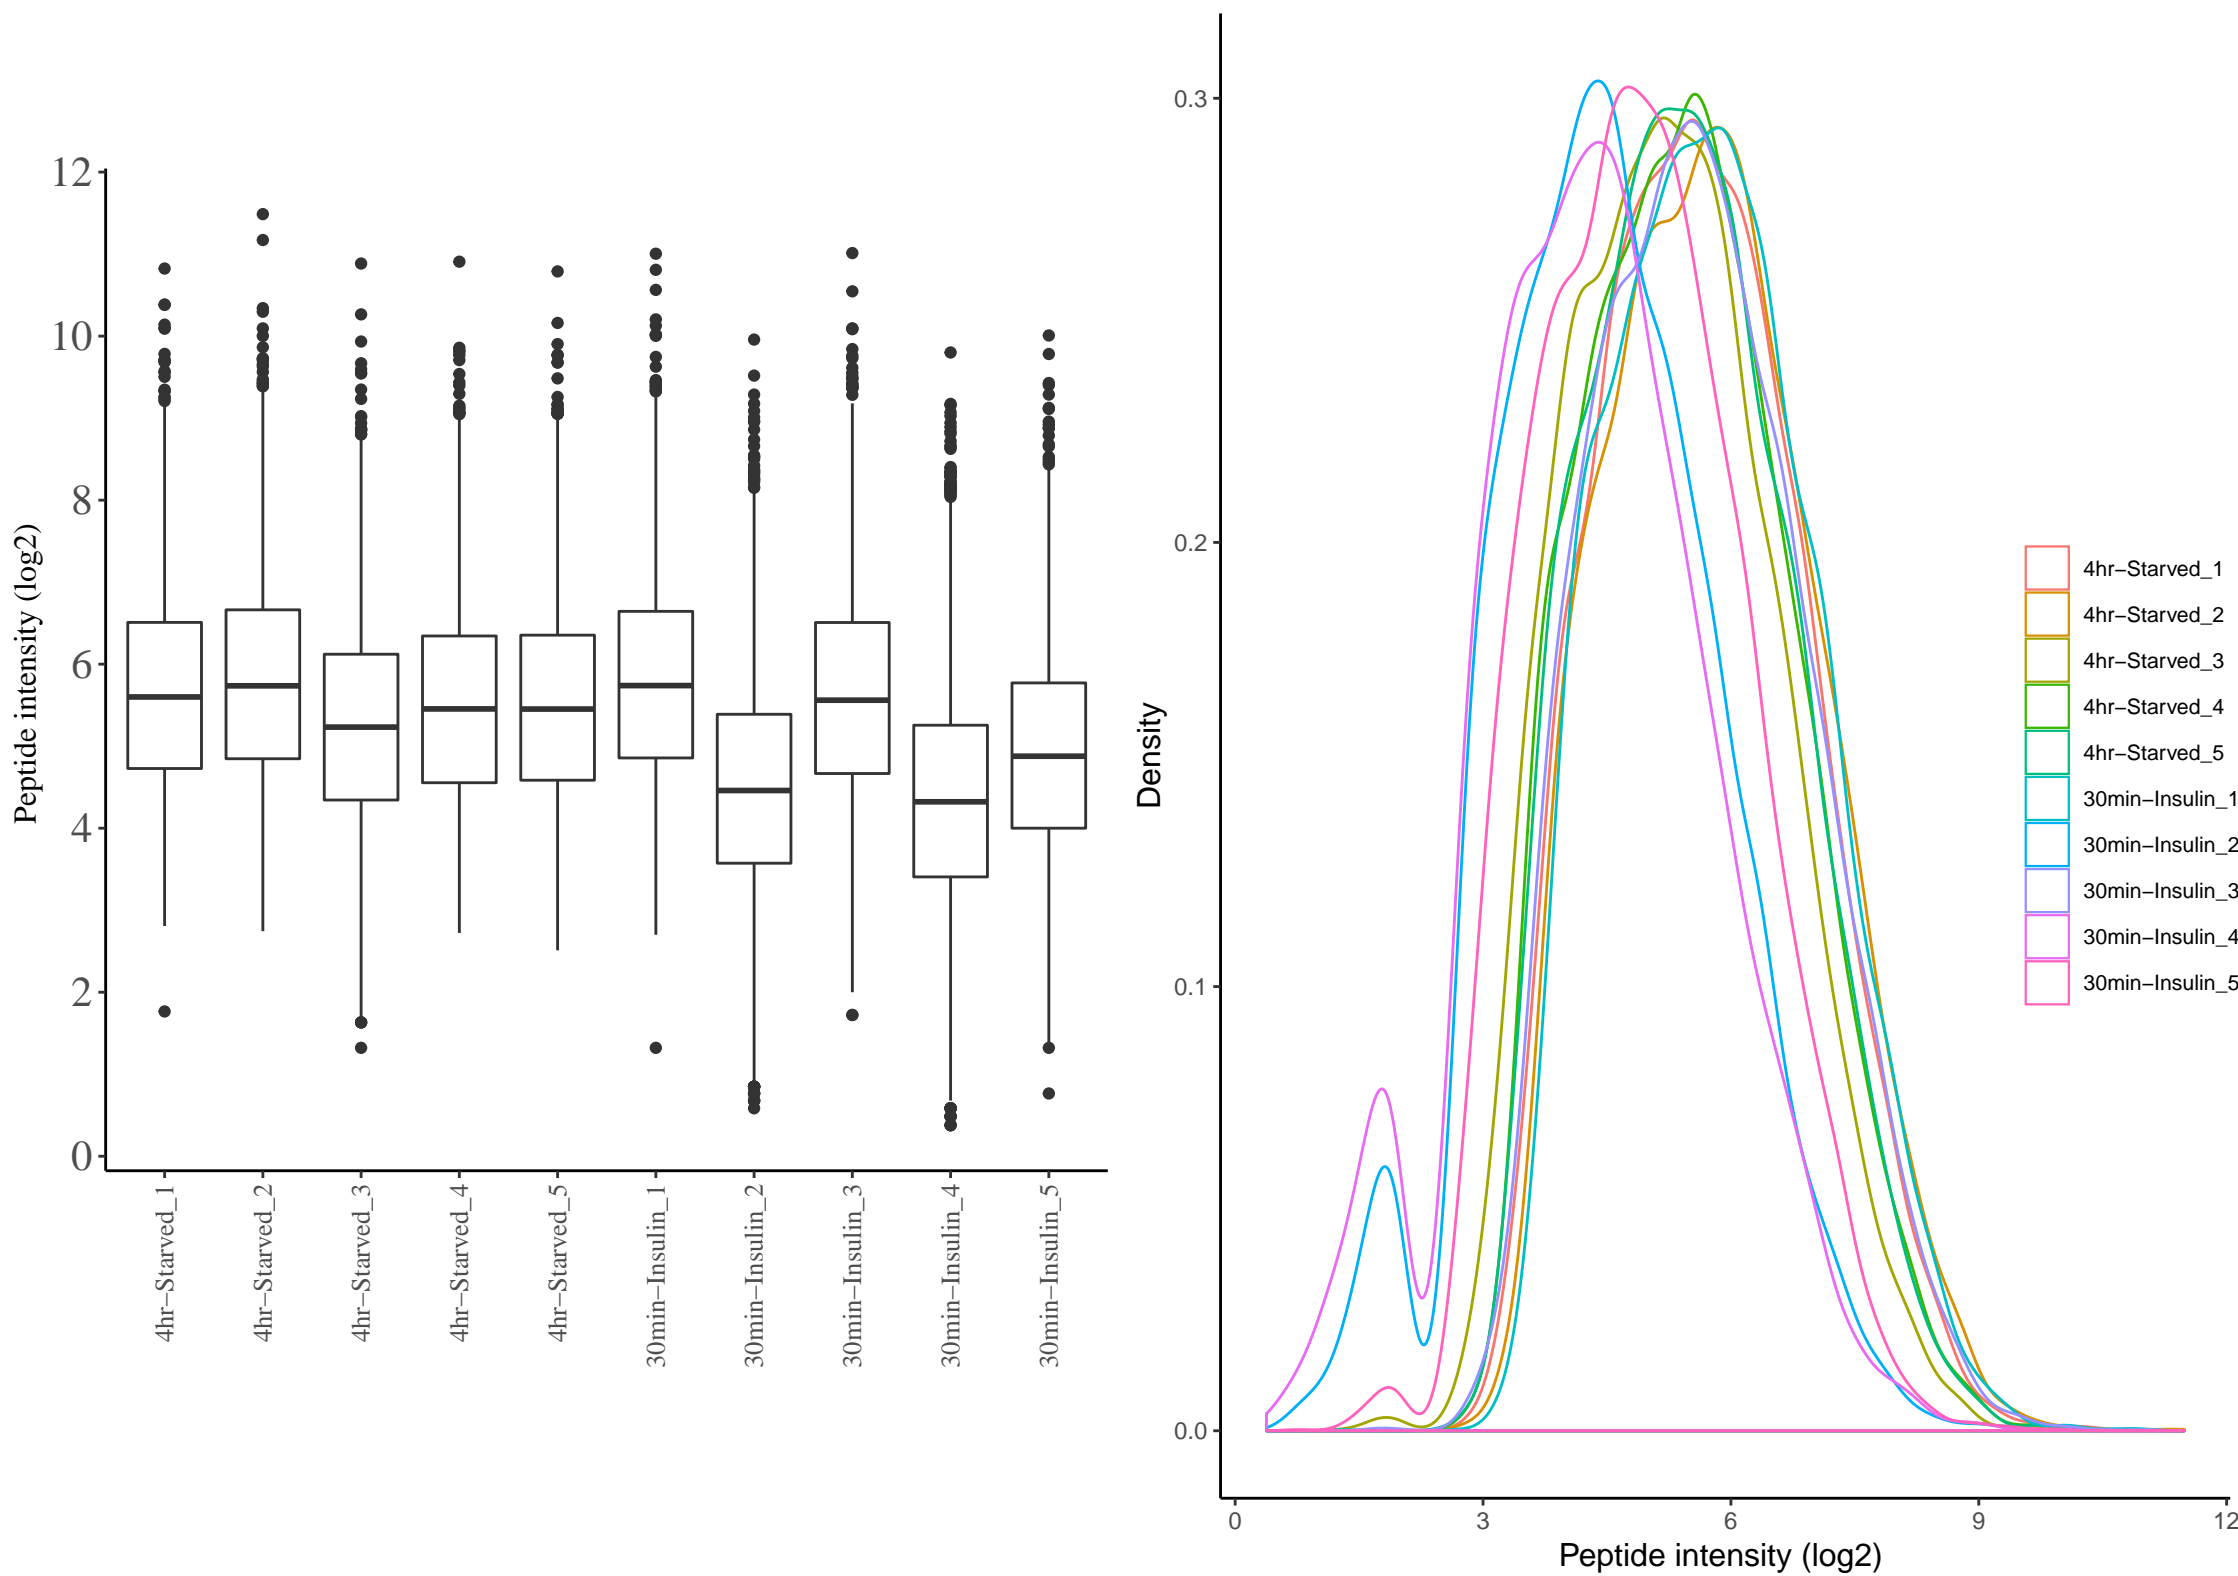 Peptide intensity (log2)
12
10
8
6
4
2
0
4hr−Starved_1
4hr−Starved_2
4hr−Starved_3
4hr−Starved_4
4hr−Starved_5
30min−Insulin_1
30min−Insulin_2
30min−Insulin_3
30min−Insulin_4
30min−Insulin_5
Density
0.3
0.2
0.1
0.0
0
3
6
9
12
Peptide intensity (log2)
4hr−Starved_1
4hr−Starved_2
4hr−Starved_3
4hr−Starved_4
4hr−Starved_5
30min−Insulin_1
30min−Insulin_2
30min−Insulin_3
30min−Insulin_4
30min−Insulin_5